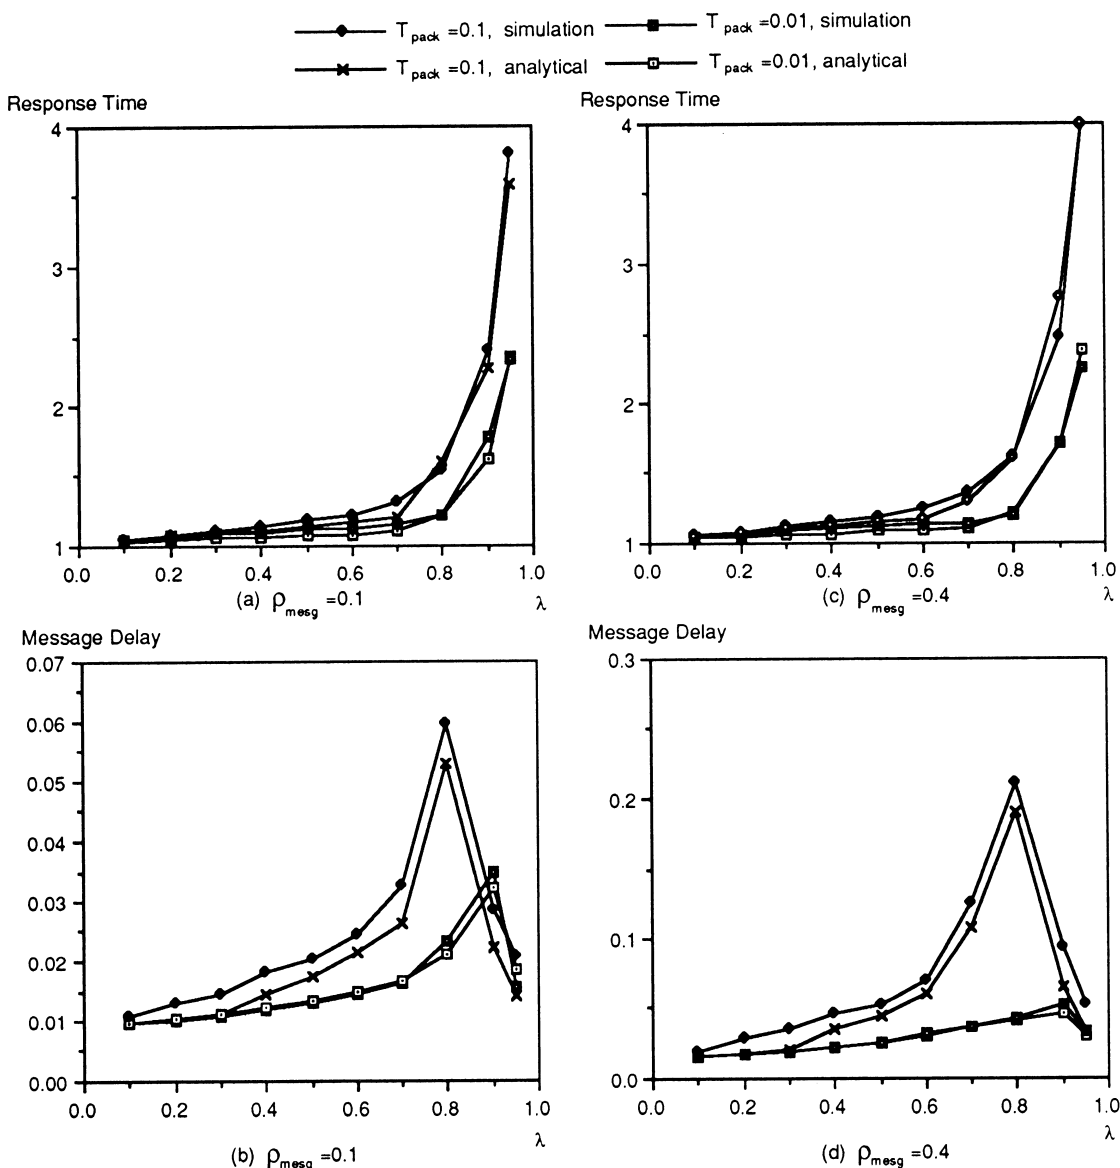 T pack =0.1, simulation T pack =0.01, simulation
T pack =0.1, analytical T pack =0.01, analytical
Response Time
4
3
2
1
0.0 0.2 0.4 0.6 0.8 1.0
(a) ρ mesg =0.1 λ
Response Time
4
3
2
1
0.0 0.2 0.4 0.6 0.8 1.0
(c) ρ mesg =0.4 λ
Message Delay
0.07
0.06
0.05
0.04
0.03
0.02
0.01
0.00
0.0 0.2 0.4 0.6 0.8 1.0
λ
(b) ρ mesg =0.1
Message Delay
0.3
0.2
0.1
0.0
0.0 0.2 0.4 0.6 0.8 1.0
λ
(d) ρ mesg =0.4